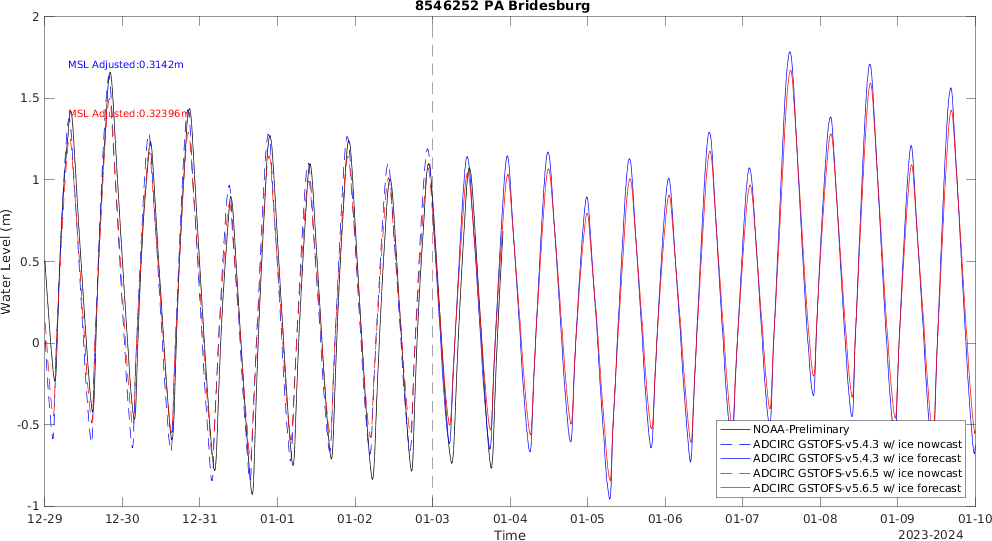 8546252 PA Bridesburg
2
1.5
1
0.5
0
-0.5
-1
Water Level (m)
MSL Adjusted:0.3142m
MSL Adjusted:0.32396m
NOAA-Preliminary
ADCIRC GSTOFS-v5.4.3 w/ ice nowcast
ADCIRC GSTOFS-v5.4.3 w/ ice forecast
ADCIRC GSTOFS-v5.6.5 w/ ice nowcast
ADCIRC GSTOFS-v5.6.5 w/ ice forecast
12-29 12-30 12-31 01-01 01-02 01-03 01-04 01-05 01-06 01-07 01-08 01-09 01-10
Time
2023-2024